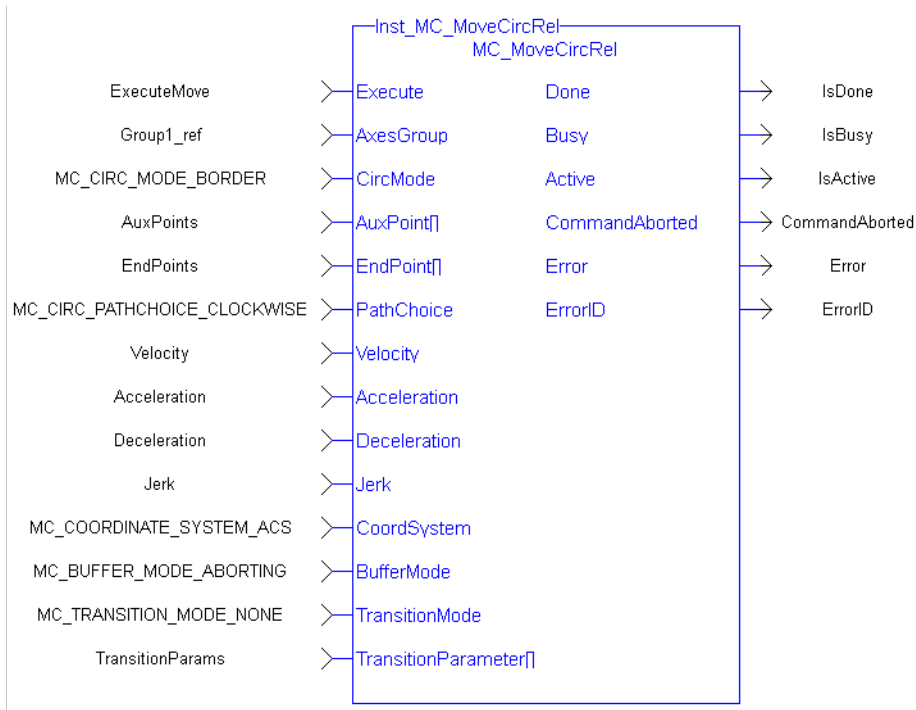 Inst_MC_MoveCircRel
MC_MoveCircRel
ExecuteMove Execute Done IsDone
Group1_ref AxesGroup Busy IsBusy
MC_CIRC_MODE_BORDER CircMode Active IsActive
AuxPoints AuxPoint[] CommandAborted CommandAborted
EndPoints EndPoint[] Error Error
MC_CIRC_PATHCHOICE_CLOCKWISE PathChoice ErrorID ErrorID
Velocity Velocity
Acceleration Acceleration
Deceleration Deceleration
Jerk Jerk
MC_COORDINATE_SYSTEM_ACS CoordSystem
MC_BUFFER_MODE_ABORTING BufferMode
MC_TRANSITION_MODE_NONE TransitionMode
TransitionParams TransitionParameter[]